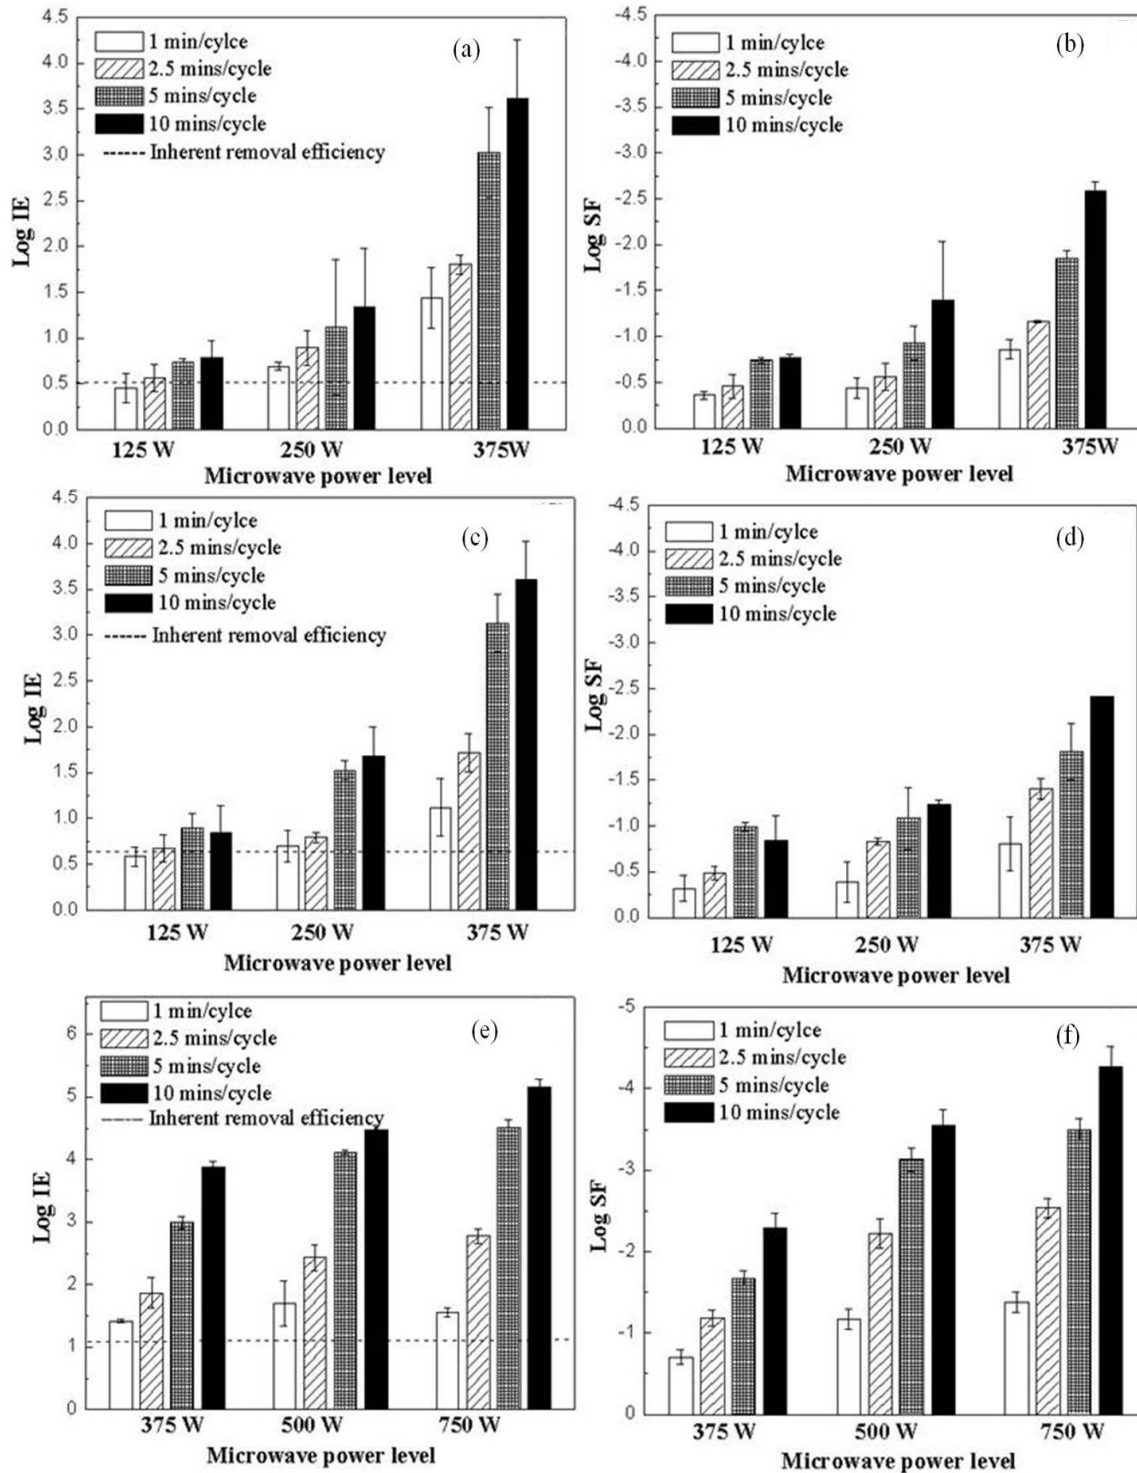 4.5
4.0
3.5
3.0
2.5
2.0
1.5
1.0
0.5
0.0
Log IE
1 min/cylce
2.5 mins/cycle
5 mins/cycle
10 mins/cycle
Inherent removal efficiency
(a)
125 W 250 W 375W
Microwave power level
-4.5
-4.0
-3.5
-3.0
-2.5
-2.0
-1.5
-1.0
-0.5
0.0
Log SF
1 min/cylce
2.5 mins/cycle
5 mins/cycle
10 mins/cycle
(b)
125 W 250 W 375W
Microwave power level
4.5
4.0
3.5
3.0
2.5
2.0
1.5
1.0
0.5
0.0
Log IE
1 min/cylce
2.5 mins/cycle
5 mins/cycle
10 mins/cycle
Inherent removal efficiency
(c)
125 W 250 W 375 W
Microwave power level
-4.5
-4.0
-3.5
-3.0
-2.5
-2.0
-1.5
-1.0
-0.5
0.0
Log SF
1 min/cylce
2.5 mins/cycle
5 mins/cycle
10 mins/cycle
(d)
125 W 250 W 375 W
Microwave power level
6
5
4
3
2
1
0
Log IE
1 min/cylce
2.5 mins/cycle
5 mins/cycle
10 mins/cycle
Inherent removal efficiency
(e)
375 W 500 W 750 W
Microwave power level
-5
-4
-3
-2
-1
0
Log SF
1 min/cylce
2.5 mins/cycle
5 mins/cycle
10 mins/cycle
(f)
375 W 500 W 750 W
Microwave power level